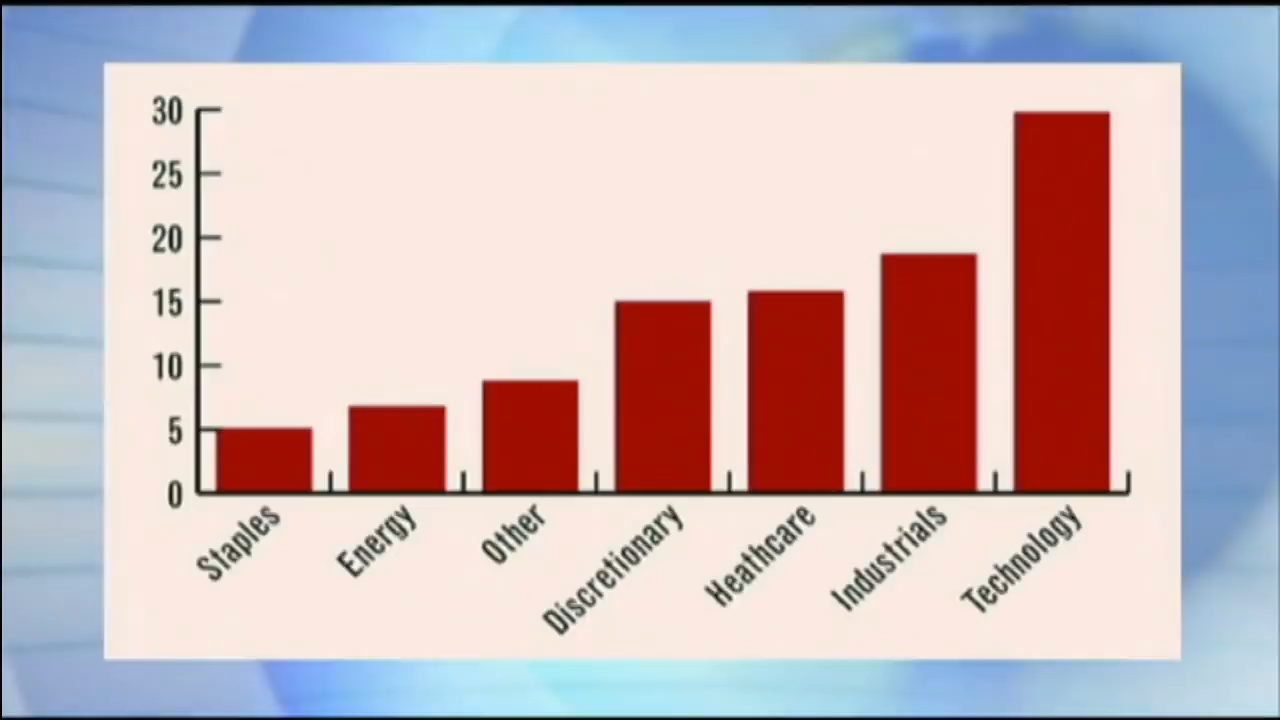 30
25
20
15
10
5
0
Staples
Energy
Other
Discretionary
Heathcare
Industrials
Technology